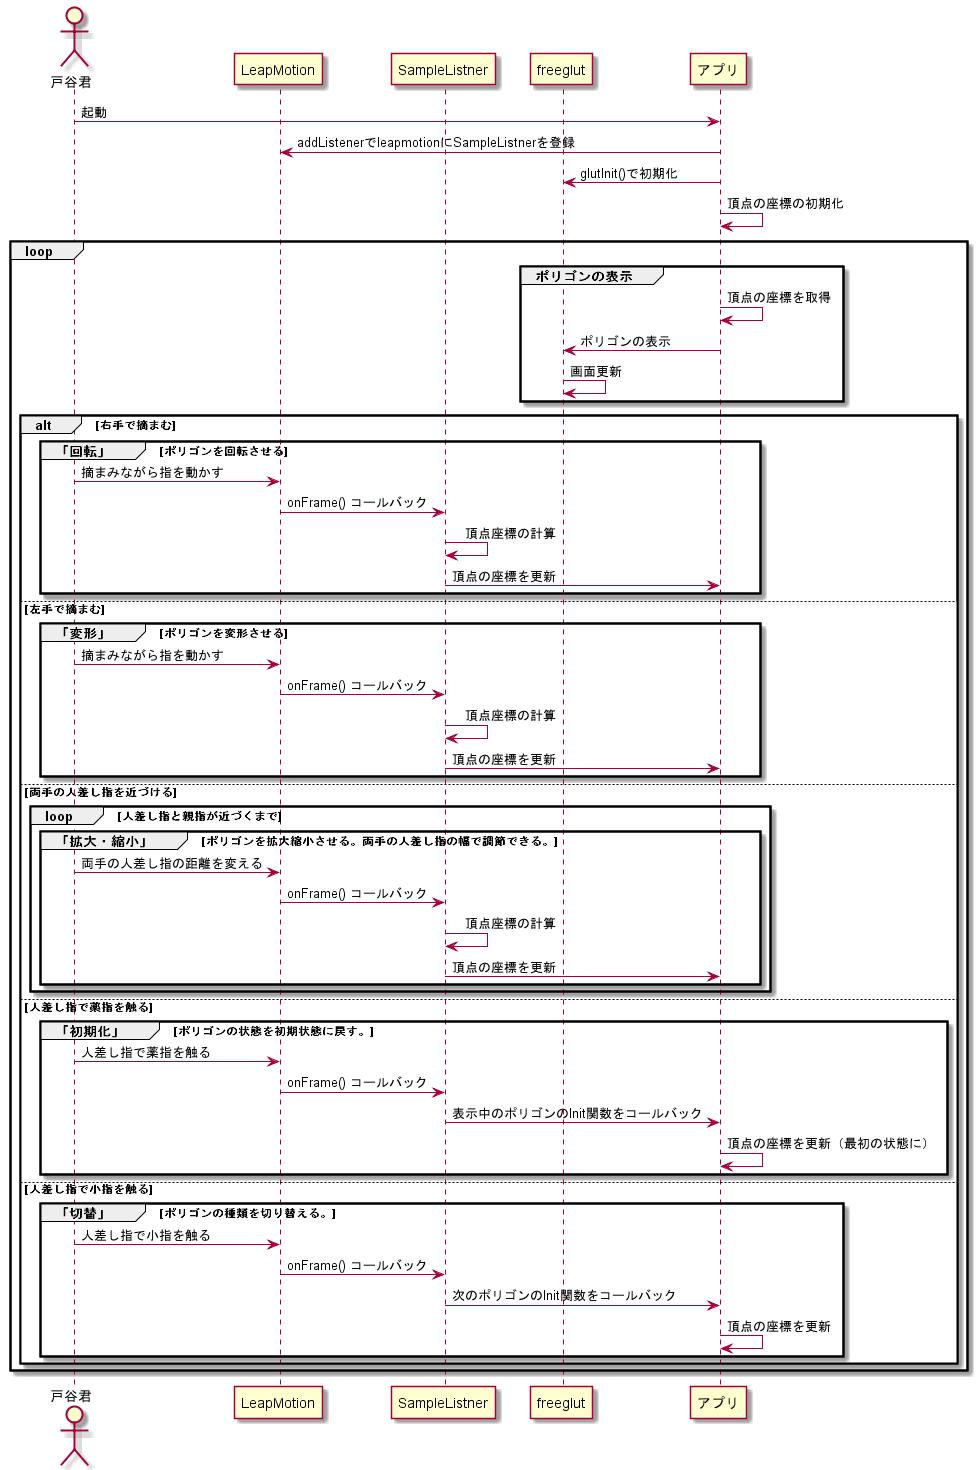 戸谷君
LeapMotion
SampleListner
freeglut
アプリ
起動
addListenerでleapmotionにSampleListnerを登録
glutInit()で初期化
頂点の座標の初期化
loop
ポリゴンの表示
頂点の座標を取得
ポリゴンの表示
画面更新
alt [右手で摘まむ]
「回転」 [ポリゴンを回転させる]
摘まみながら指を動かす
onFrame() コールバック
頂点座標の計算
頂点の座標を更新
[左手で摘まむ]
「変形」 [ポリゴンを変形させる]
摘まみながら指を動かす
onFrame() コールバック
頂点座標の計算
頂点の座標を更新
[両手の人差し指を近づける]
loop [人差し指と親指が近づくまで]
「拡大・縮小」 [ポリゴンを拡大縮小させる。両手の人差し指の幅で調節できる。]
両手の人差し指の距離を変える
onFrame() コールバック
頂点座標の計算
頂点の座標を更新
[人差し指で薬指を触る]
「初期化」 [ポリゴンの状態を初期状態に戻す。]
人差し指で薬指を触る
onFrame() コールバック
表示中のポリゴンのInit関数をコールバック
頂点の座標を更新（最初の状態に）
[人差し指で小指を触る]
「切替」 [ポリゴンの種類を切り替える。]
人差し指で小指を触る
onFrame() コールバック
次のポリゴンのInit関数をコールバック
頂点の座標を更新
戸谷君
LeapMotion
SampleListner
freeglut
アプリ